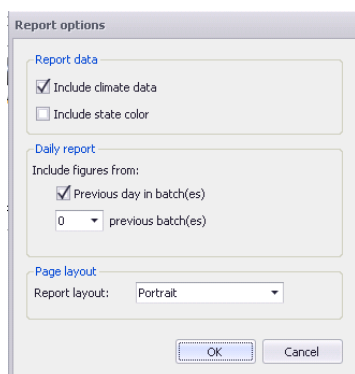 Report options
Report data
Include climate data
Include state color
Daily report
Include figures from:
Previous day in batch(es)
0 previous batch(es)
Page layout
Report layout: Portrait
OK Cancel